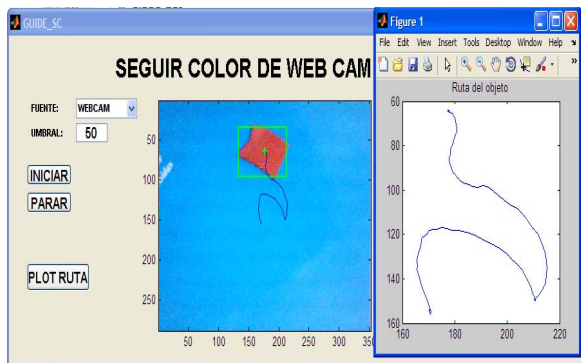 GUIDE_SC
SEGUIR COLOR DE WEB CAM
FUENTE: WEBCAM
UMBRAL: 50
INICIAR
PARAR
PLOT RUTA
50
100
150
200
250
50 100 150 200 250 300 350
Figure 1
File Edit View Insert Tools Desktop Window Help
Ruta del objeto
60
80
100
120
140
160
160 180 200 220